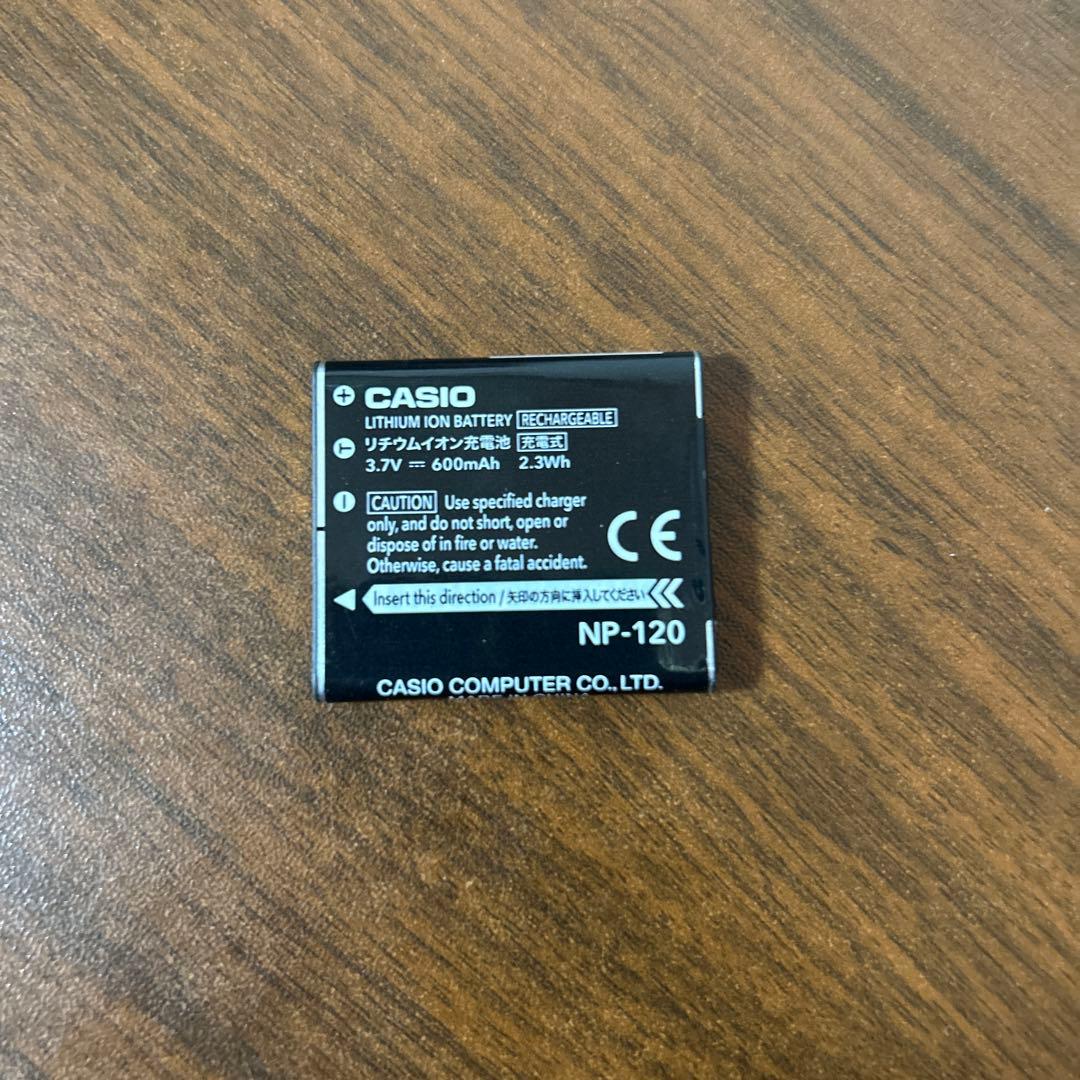 CASIO
LITHIUM ION BATTERY RECHARGEABLE
リチウムイオン充電池 充電式
3.7V ⎓ 600mAh 2.3Wh
CAUTION Use specified charger
only, and do not short, open or
dispose of in fire or water.
Otherwise, cause a fatal accident.
CE
Insert this direction / 矢印の方向に挿入してください
NP-120
CASIO COMPUTER CO., LTD.
MADE IN CHINA